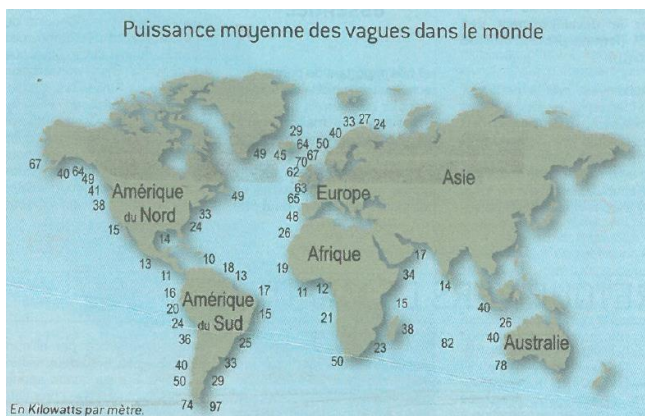 Puissance moyenne des vagues dans le monde
33 27 24
29 40
64 50
67 49 45 70 67
40 64 62
49
41 Amérique 49 63 Europe Asie
38 du Nord 33 65
15 24 48
14 26
13 10 Afrique 17
11 18 13 19 34 14
16 Amérique 17 11 12 15 40
20 du Sud 15 21 26
24 38 40
36 25 23 82 Australie
40 33 50 78
50 29
74 97
En Kilowatts par mètre.